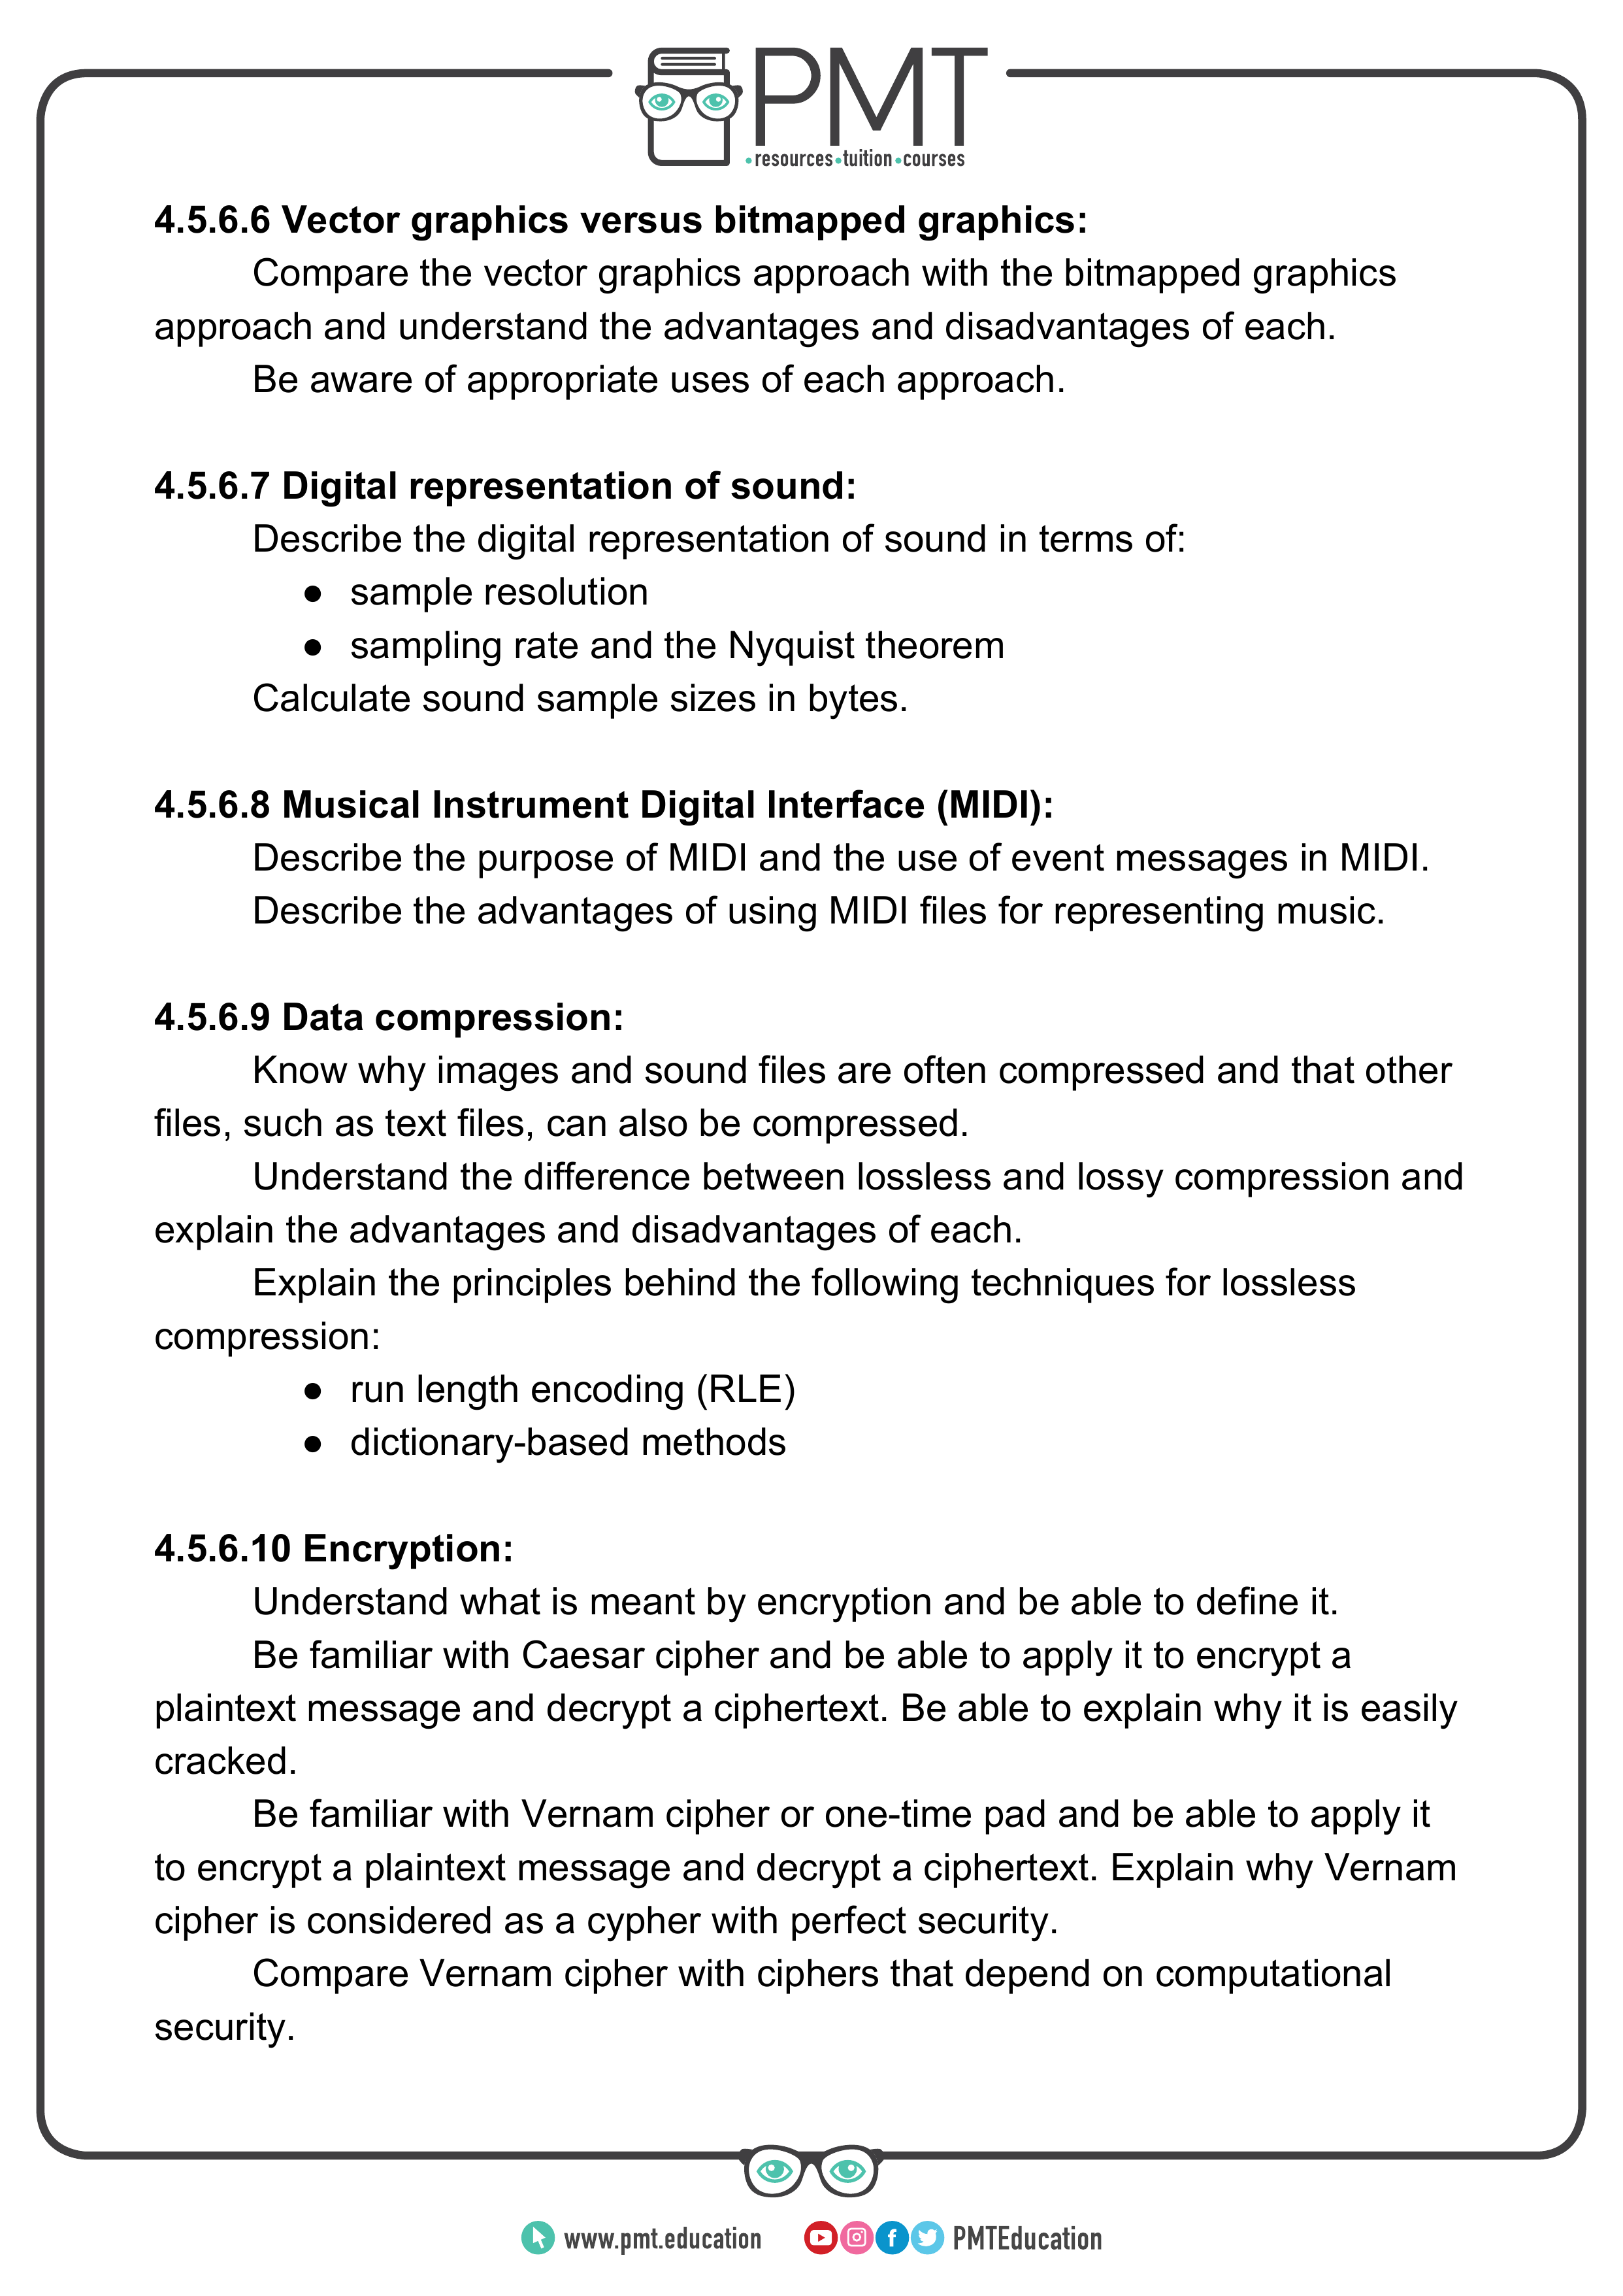 PMT
•resources•tuition•courses
4.5.6.6 Vector graphics versus bitmapped graphics:
Compare the vector graphics approach with the bitmapped graphics
approach and understand the advantages and disadvantages of each.
Be aware of appropriate uses of each approach.
4.5.6.7 Digital representation of sound:
Describe the digital representation of sound in terms of:
● sample resolution
● sampling rate and the Nyquist theorem
Calculate sound sample sizes in bytes.
4.5.6.8 Musical Instrument Digital Interface (MIDI):
Describe the purpose of MIDI and the use of event messages in MIDI.
Describe the advantages of using MIDI files for representing music.
4.5.6.9 Data compression:
Know why images and sound files are often compressed and that other
files, such as text files, can also be compressed.
Understand the difference between lossless and lossy compression and
explain the advantages and disadvantages of each.
Explain the principles behind the following techniques for lossless
compression:
● run length encoding (RLE)
● dictionary-based methods
4.5.6.10 Encryption:
Understand what is meant by encryption and be able to define it.
Be familiar with Caesar cipher and be able to apply it to encrypt a
plaintext message and decrypt a ciphertext. Be able to explain why it is easily
cracked.
Be familiar with Vernam cipher or one-time pad and be able to apply it
to encrypt a plaintext message and decrypt a ciphertext. Explain why Vernam
cipher is considered as a cypher with perfect security.
Compare Vernam cipher with ciphers that depend on computational
security.
www.pmt.education PMTEducation